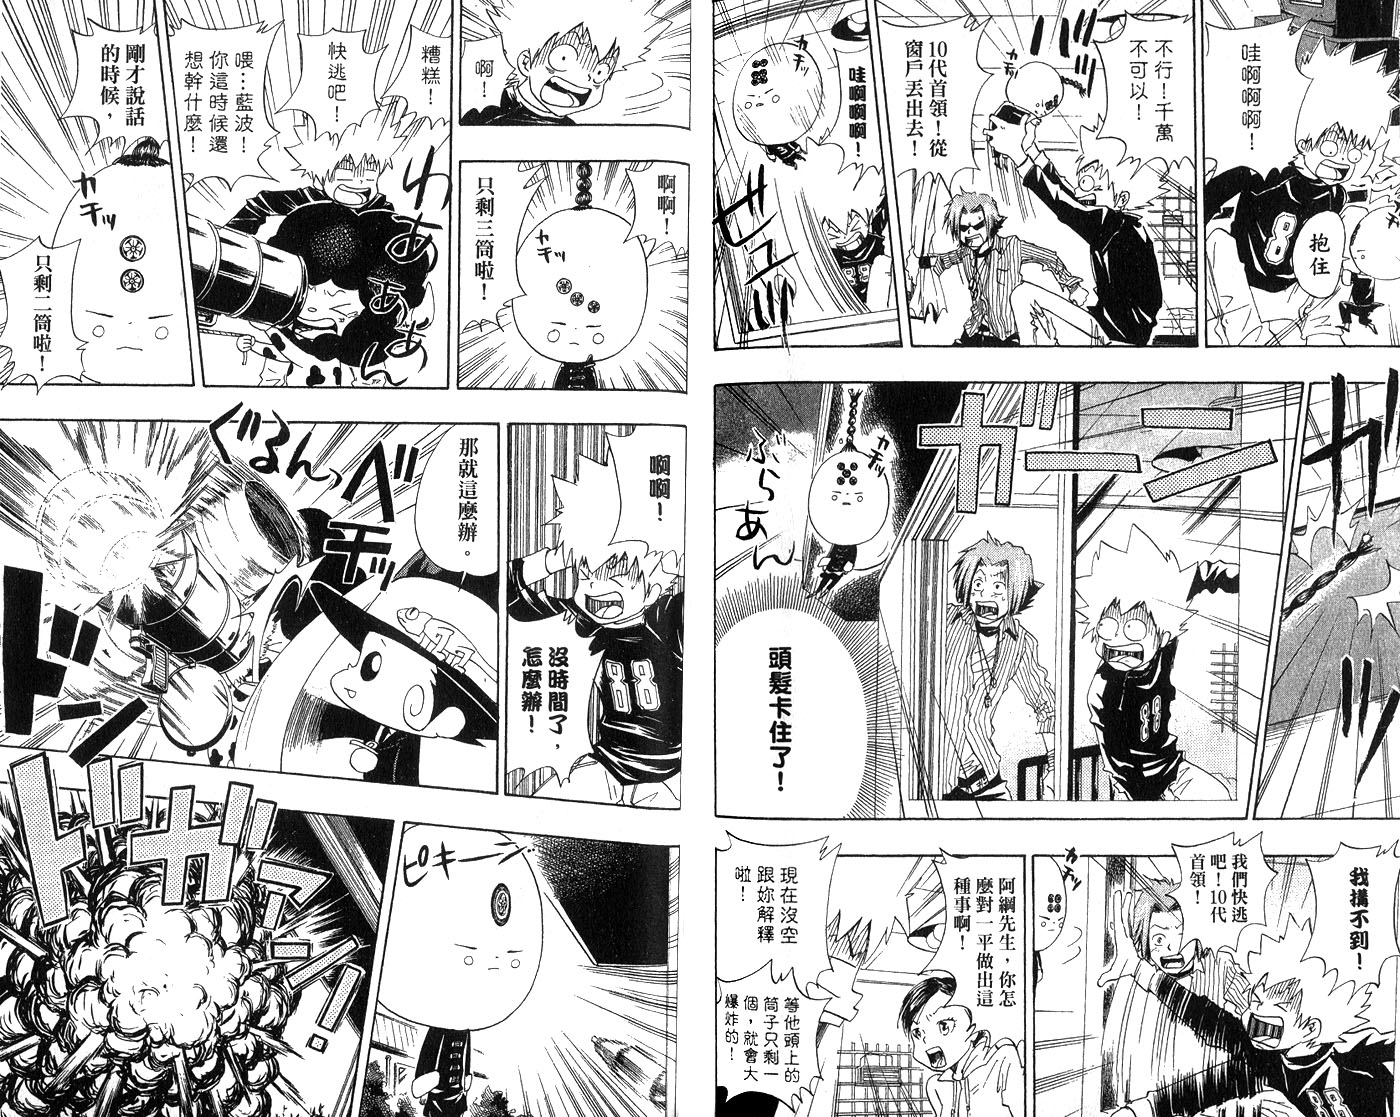 哇啊啊啊！
抱住
不行！千萬
不可以！
10代首領！從
窗戶丟出去！
カチッ
哇啊啊啊！
カチッ
ゼェ
ガーーン
カチッ
ぶらあん
頭髮卡住了！
我搆不到！
我們快逃
吧！10代
首領！
カチッ
阿綱先生，你怎
麼對一平做出這
種事啊！
現在沒空
跟妳解釋
啦！
等他頭上的
筒子只剩一
個，就會大
爆炸的！
啊！
啊啊！
カチッ
只剩三筒啦！
糟糕！
快逃吧！
喂…藍波！
你這時候還
想幹什麼！
わぁ
ああぁん
剛才說話
的時候，
カチッ
只剩二筒啦！
啊啊！
沒時間了，
怎麼辦！
那就這麼辦。
ベキ
ぐるんっ
ドン
ピキーン
ドガァン！